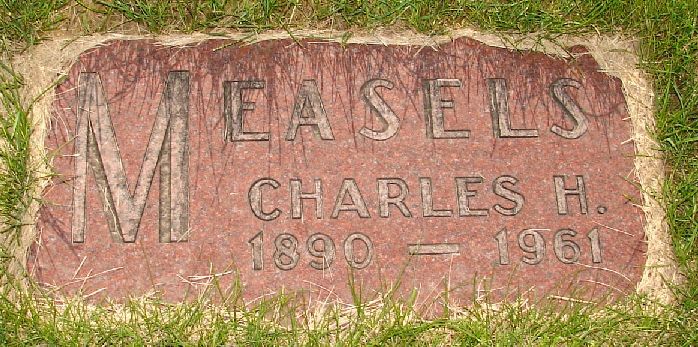 MEASELS
CHARLES H.
1890 — 1961